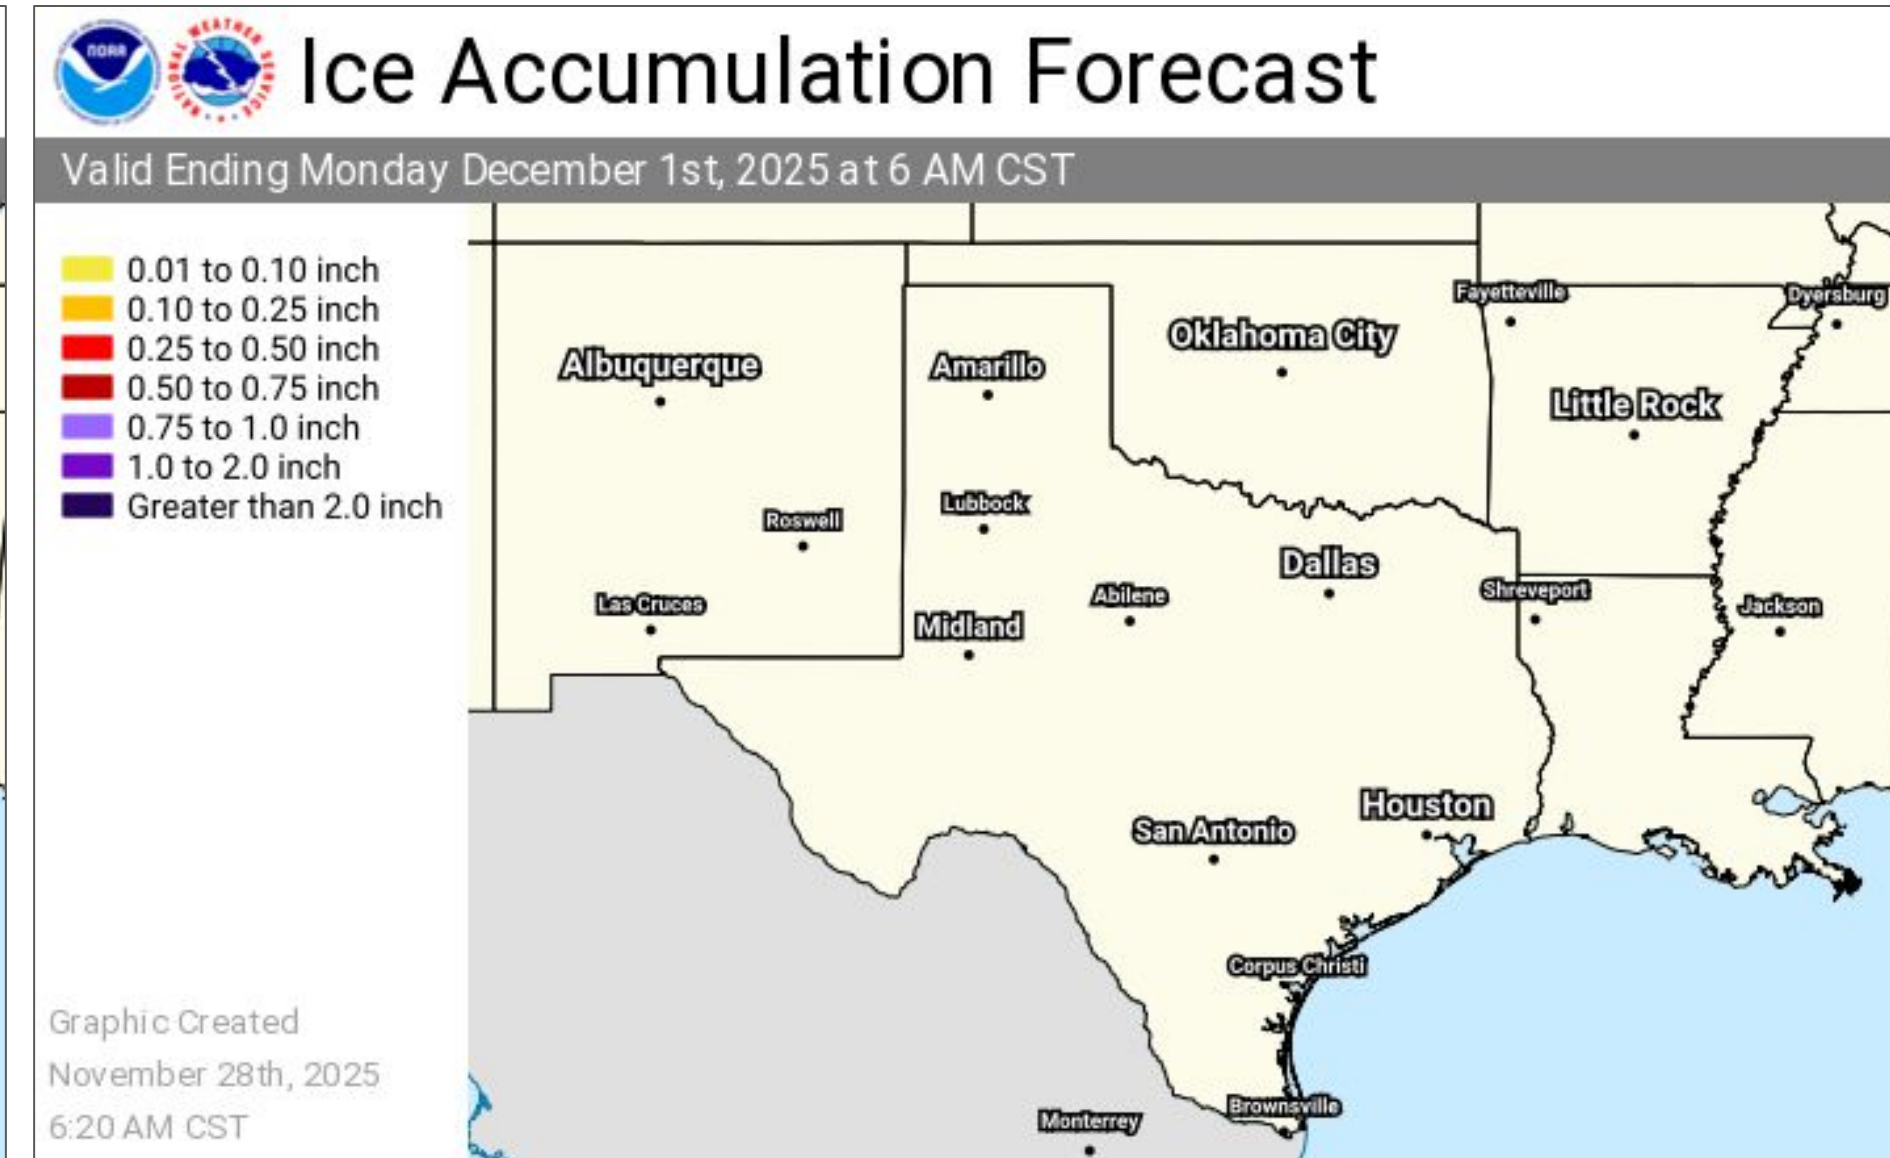 NOAA
NATIONAL WEATHER SERVICE
Ice Accumulation Forecast
Valid Ending Monday December 1st, 2025 at 6 AM CST
0.01 to 0.10 inch
0.10 to 0.25 inch
0.25 to 0.50 inch
0.50 to 0.75 inch
0.75 to 1.0 inch
1.0 to 2.0 inch
Greater than 2.0 inch
Fayetteville
Dyersburg
Oklahoma City
Albuquerque
Amarillo
Little Rock
Lubbock
Roswell
Dallas
Shreveport
Abilene
Las Cruces
Jackson
Midland
Houston
San Antonio
Corpus Christi
Brownsville
Monterrey
Graphic Created
November 28th, 2025
6:20 AM CST